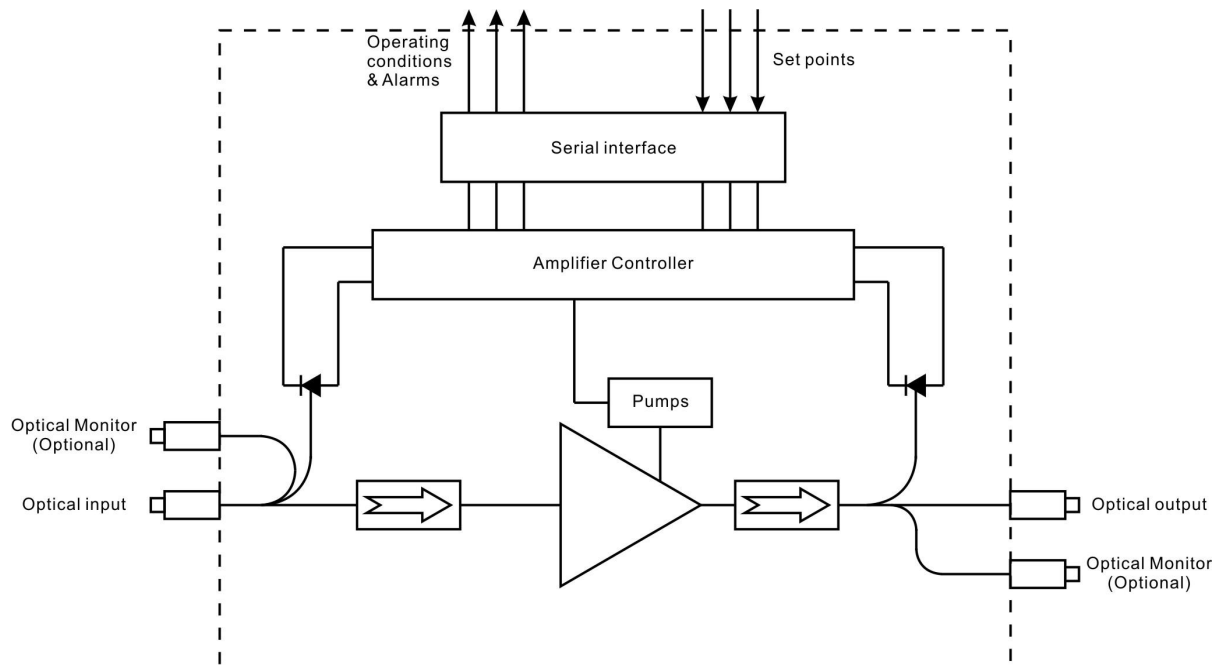 Operating
conditions
& Alarms
Set points
Serial interface
Amplifier Controller
Pumps
Optical Monitor
(Optional)
Optical input
Optical output
Optical Monitor
(Optional)